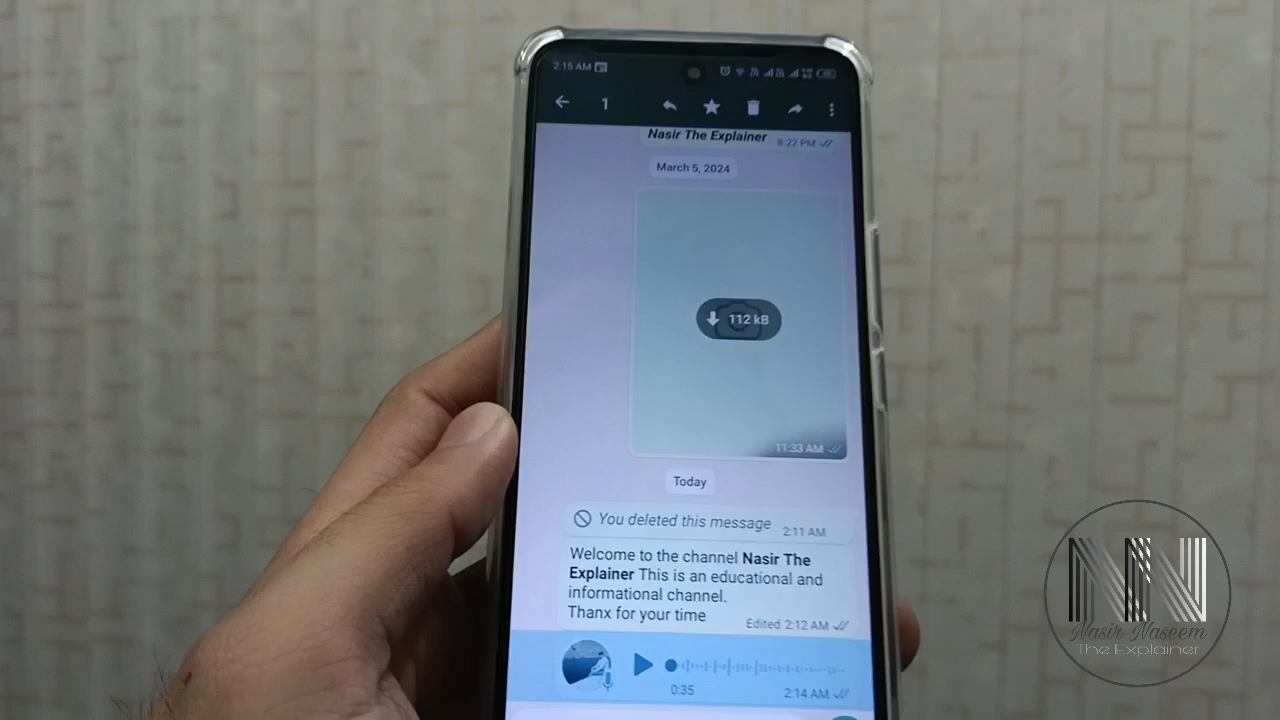 2:15 AM
1
Nasir The Explainer
8:22 PM
March 5, 2024
112 kB
11:33 AM
Today
You deleted this message 2:11 AM
Welcome to the channel Nasir The
Explainer This is an educational and
informational channel.
Thanx for your time
Edited 2:12 AM
0:35
2:14 AM
NN
Nasir Naseem
The Explainer